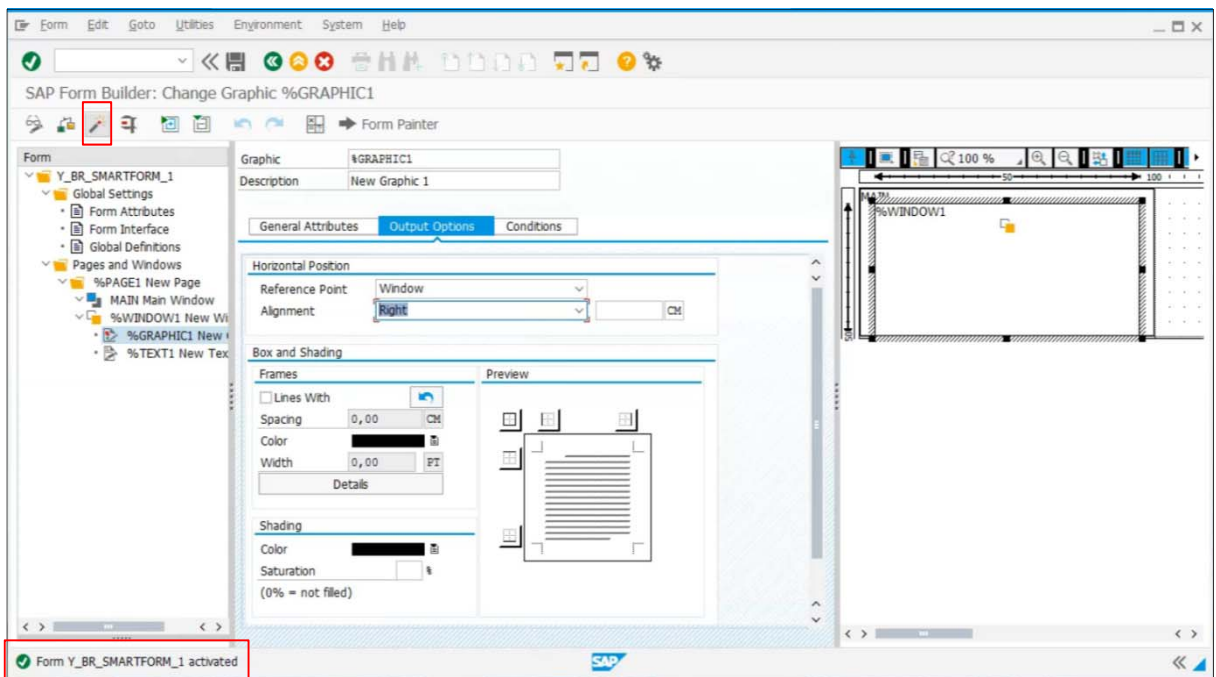 Form Edit Goto Utilities Environment System Help
SAP Form Builder: Change Graphic %GRAPHIC1
Form Painter
Form
Y_BR_SMARTFORM_1
Global Settings
Form Attributes
Form Interface
Global Definitions
Pages and Windows
%PAGE1 New Page
MAIN Main Window
%WINDOW1 New Wi
%GRAPHIC1 New
%TEXT1 New Tex
Graphic %GRAPHIC1
Description New Graphic 1
General Attributes Output Options Conditions
Horizontal Position
Reference Point Window
Alignment Right CM
Box and Shading
Frames
Lines With
Spacing 0,00 CM
Color
Width 0,00 PT
Details
Preview
Shading
Color
Saturation %
(0% = not filled)
100 %
50 100
MAIN
%WINDOW1
50
Form Y_BR_SMARTFORM_1 activated
SAP